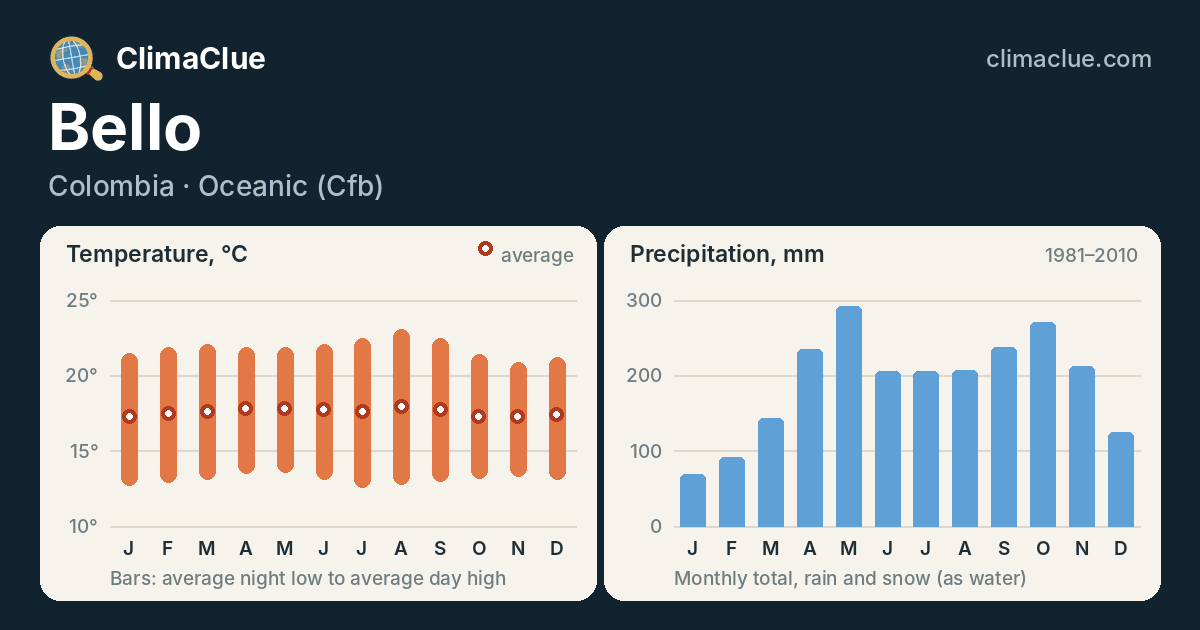 ClimaClue
climaclue.com
Bello
Colombia · Oceanic (Cfb)
Temperature, °C
average
25°
20°
15°
10°
J F M A M J J A S O N D
Bars: average night low to average day high
Precipitation, mm
1981–2010
300
200
100
0
J F M A M J J A S O N D
Monthly total, rain and snow (as water)